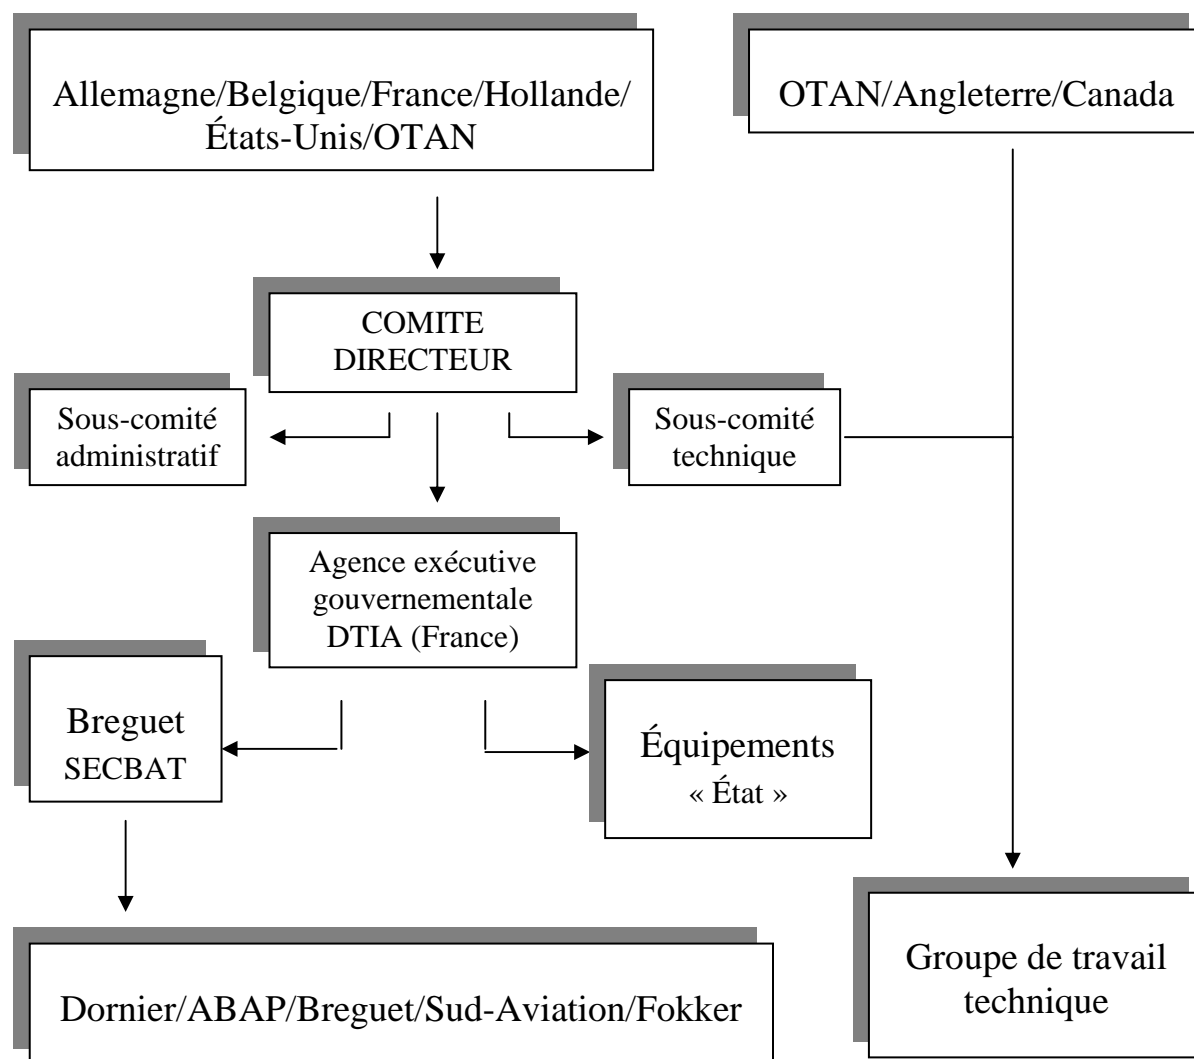 Allemagne/Belgique/France/Hollande/
États-Unis/OTAN
OTAN/Angleterre/Canada
COMITE
DIRECTEUR
Sous-comité
administratif
Sous-comité
technique
Agence exécutive
gouvernementale
DTIA (France)
Breguet
SECBAT
Équipements
« État »
Dornier/ABAP/Breguet/Sud-Aviation/Fokker
Groupe de travail
technique